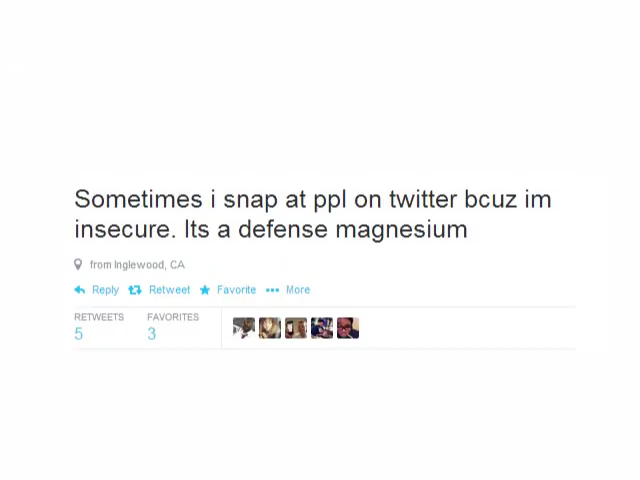 Sometimes i snap at ppl on twitter bcuz im
insecure. Its a defense magnesium
from Inglewood, CA
Reply Retweet Favorite More
RETWEETS FAVORITES
5 3